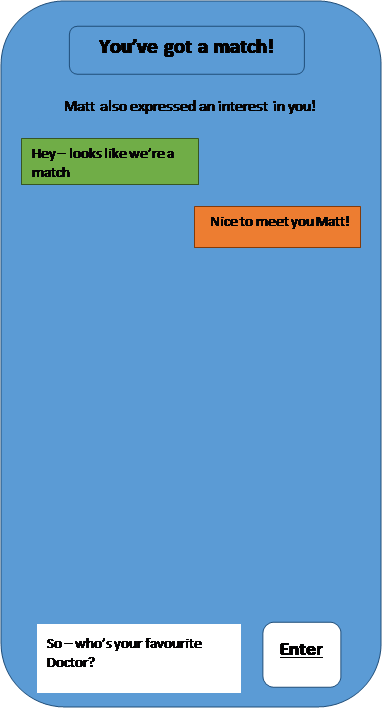 You've got a match!
Matt also expressed an interest in you!
Hey – looks like we're a
match
Nice to meet you Matt!
So – who's your favourite
Doctor?
Enter